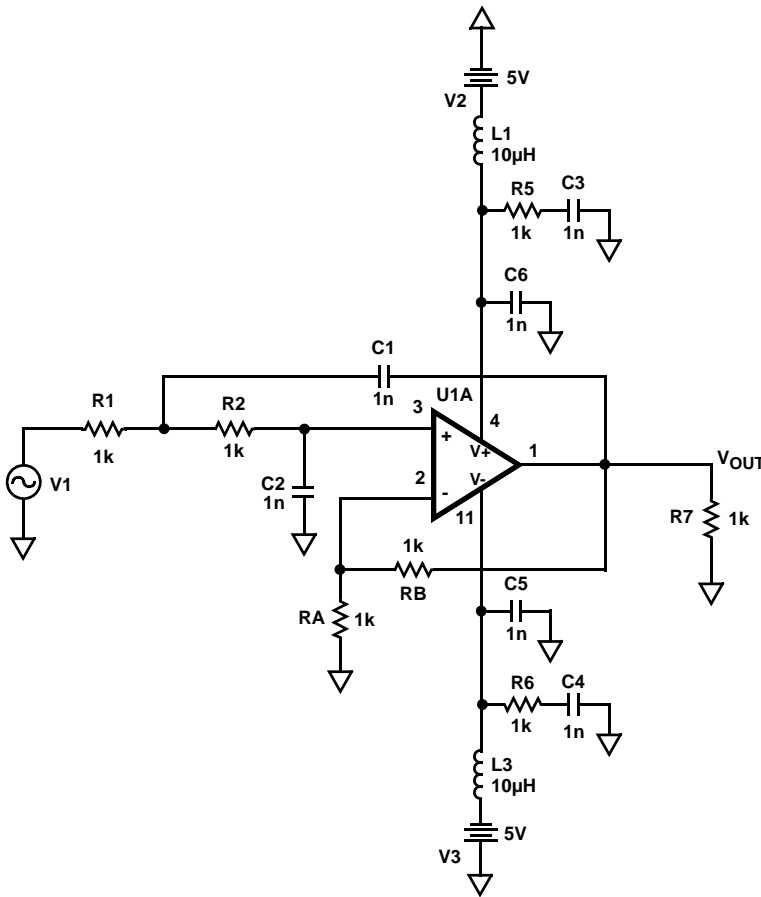 5V
V2
L1
10µH
R5
C3
1k
1n
C6
1n
C1
1n
U1A
R1
1k
R2
1k
3
+
4
V+
1
VOUT
V1
C2
1n
2
-
V-
11
R7
1k
1k
RB
RA
1k
C5
1n
R6
C4
1k
1n
L3
10µH
5V
V3